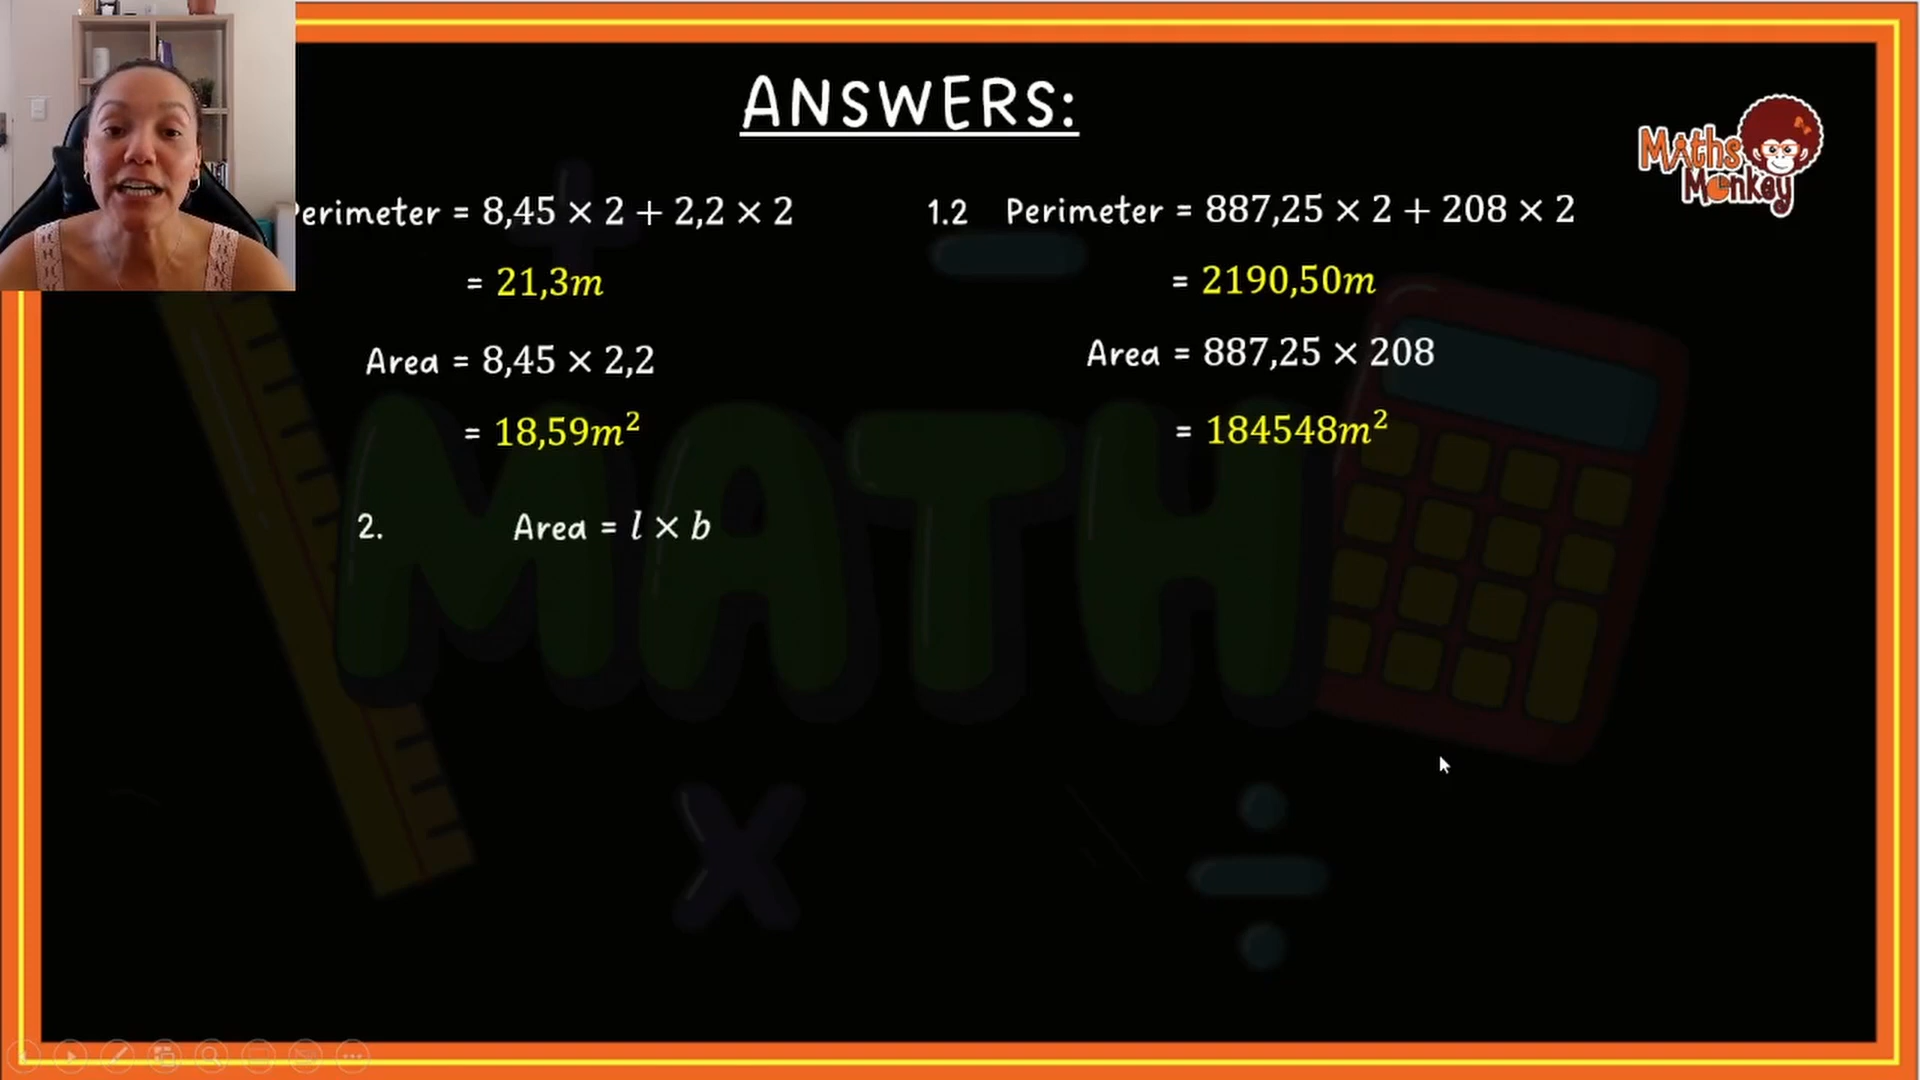 ANSWERS:
Maths
Monkey
erimeter = 8,45 × 2 + 2,2 × 2
= 21,3m
Area = 8,45 × 2,2
= 18,59m²
1.2 Perimeter = 887,25 × 2 + 208 × 2
= 2190,50m
Area = 887,25 × 208
= 184548m²
2. Area = l × b
MATH